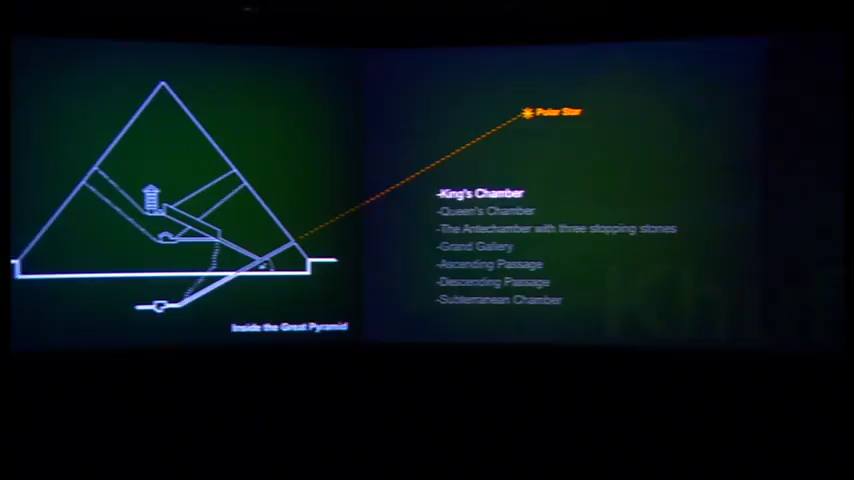 Polar Star
-King's Chamber
-Queen's Chamber
-The Antechamber with three stopping stones
-Grand Gallery
-Ascending Passage
-Descending Passage
-Subterranean Chamber
Inside the Great Pyramid